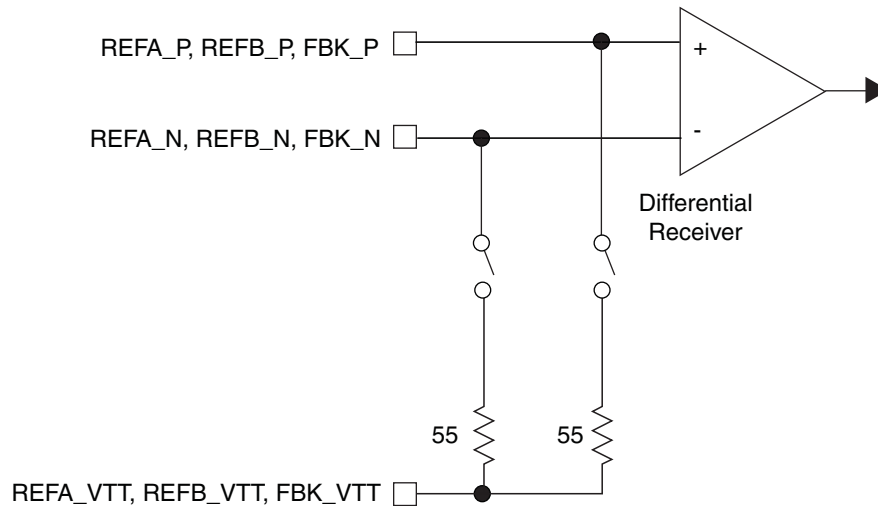 REFA_P, REFB_P, FBK_P
+
REFA_N, REFB_N, FBK_N
-
Differential
Receiver
55
55
REFA_VTT, REFB_VTT, FBK_VTT